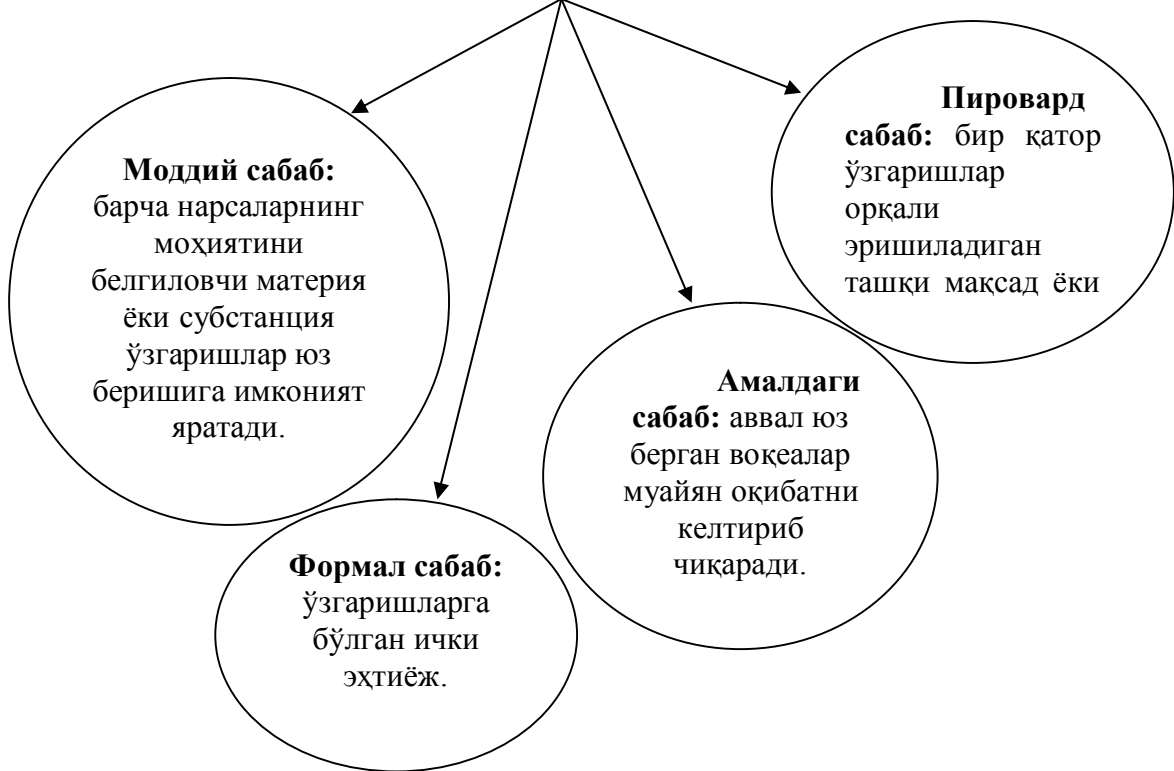 Моддий сабаб:
барча нарсаларнинг
моҳиятини
белгиловчи материя
ёки субстанция
ўзгаришлар юз
беришига имконият
яратади.
Формал сабаб:
ўзгаришларга
бўлган ички
эҳтиёж.
Амалдаги
сабаб: аввал юз
берган воқеалар
муайян оқибатни
келтириб
чиқаради.
Пировард
сабаб: бир қатор
ўзгаришлар
орқали
эришиладиган
ташқи мақсад ёки